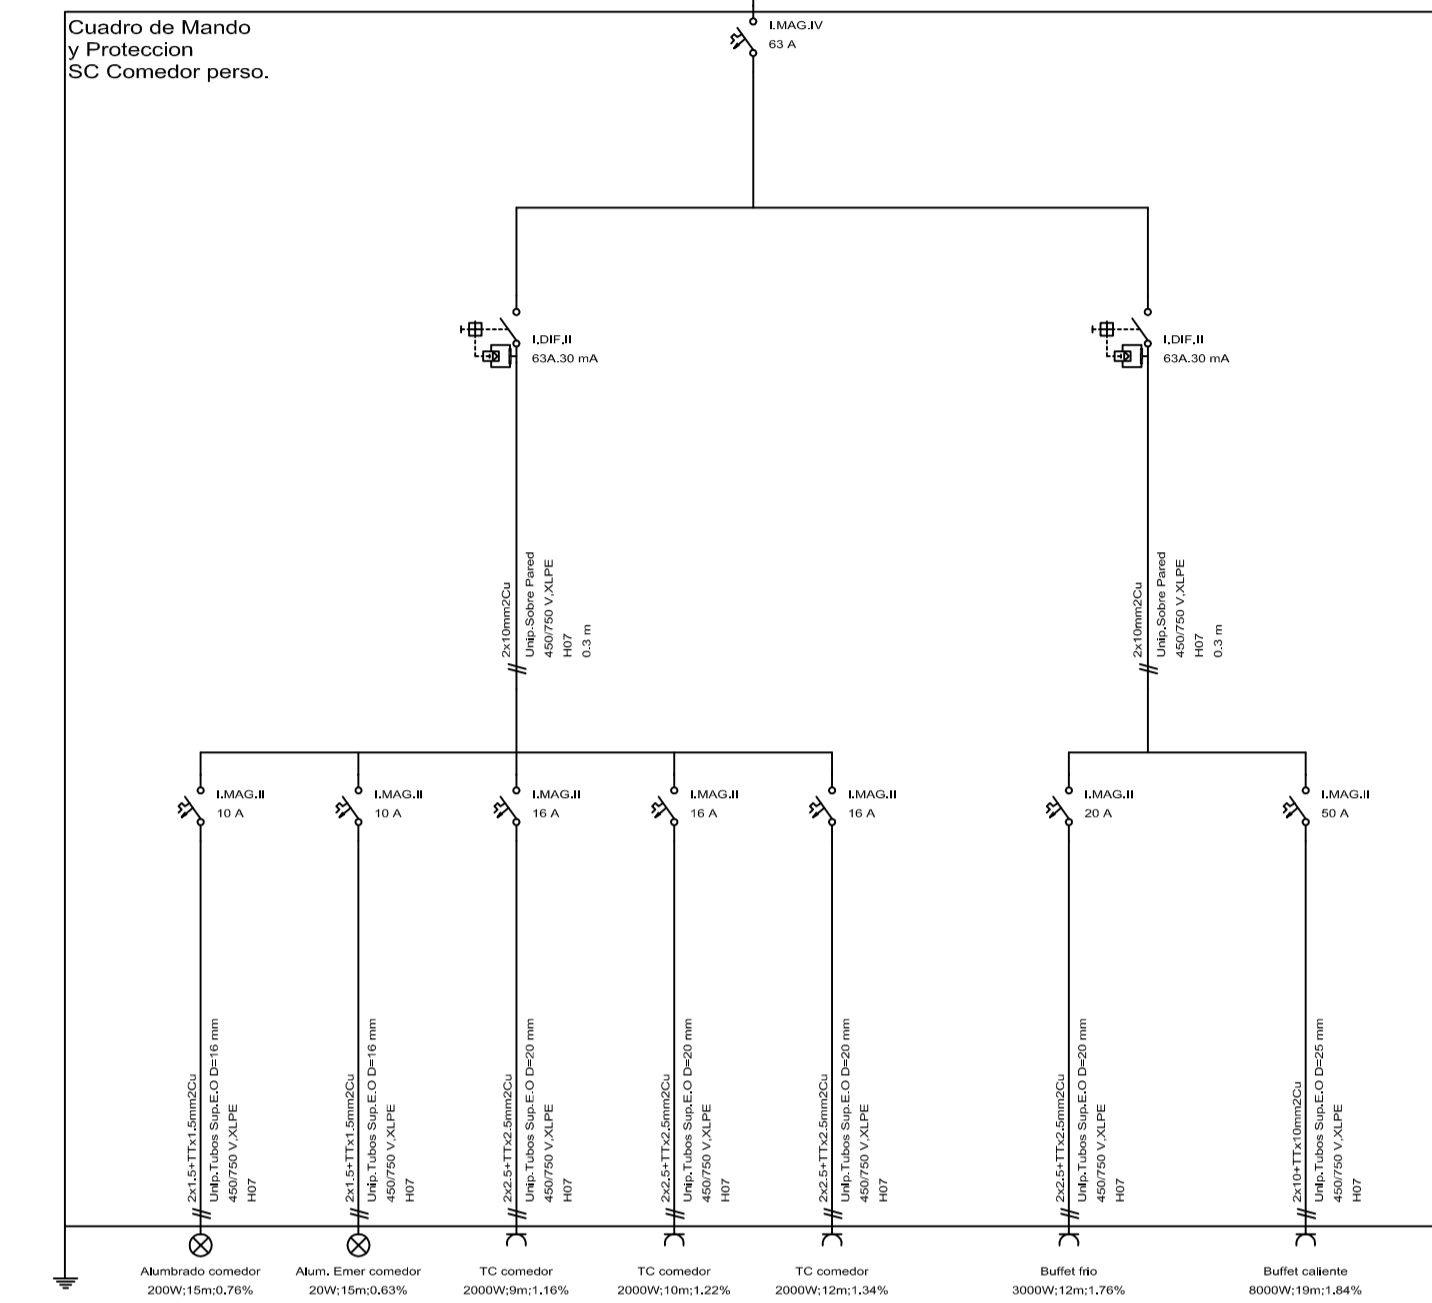 Cuadro de Mando
y Proteccion
SC Comedor perso.
I.MAG.IV
63 A
I.DIF.II
63A.30 mA
I.DIF.II
63A.30 mA
2x10mm2Cu
Unip.Sobre Pared
450/750 V,XLPE
H07
0.3 m
2x10mm2Cu
Unip.Sobre Pared
450/750 V,XLPE
H07
0.3 m
I.MAG.II
10 A
I.MAG.II
10 A
I.MAG.II
16 A
I.MAG.II
16 A
I.MAG.II
16 A
I.MAG.II
20 A
I.MAG.II
50 A
2x1.5+TTx1.5mm2Cu
Unip.Tubos Sup.E.O D=16 mm
450/750 V,XLPE
H07
2x1.5+TTx1.5mm2Cu
Unip.Tubos Sup.E.O D=16 mm
450/750 V,XLPE
H07
2x2.5+TTx2.5mm2Cu
Unip.Tubos Sup.E.O D=20 mm
450/750 V,XLPE
H07
2x2.5+TTx2.5mm2Cu
Unip.Tubos Sup.E.O D=20 mm
450/750 V,XLPE
H07
2x2.5+TTx2.5mm2Cu
Unip.Tubos Sup.E.O D=20 mm
450/750 V,XLPE
H07
2x2.5+TTx2.5mm2Cu
Unip.Tubos Sup.E.O D=20 mm
450/750 V,XLPE
H07
2x10+TTx10mm2Cu
Unip.Tubos Sup.E.O D=25 mm
450/750 V,XLPE
H07
Alumbrado comedor
200W;15m;0.76%
Alum. Emer comedor
20W;15m;0.63%
TC comedor
2000W;9m;1.16%
TC comedor
2000W;10m;1.22%
TC comedor
2000W;12m;1.34%
Buffet frio
3000W;12m;1.76%
Buffet caliente
8000W;19m;1.84%